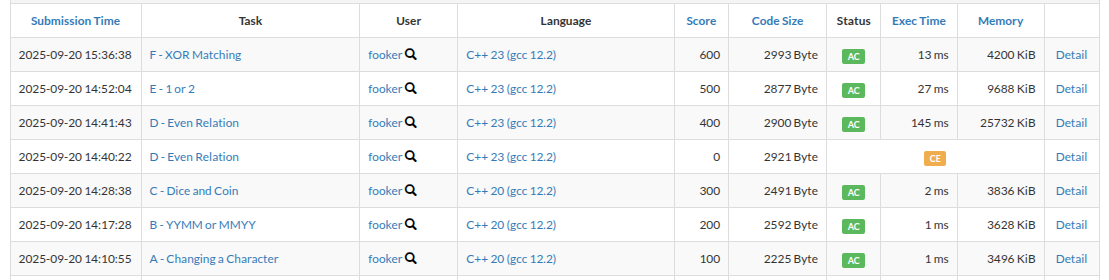 Submission Time Task User Language Score Code Size Status Exec Time Memory
2025-09-20 15:36:38 F - XOR Matching fooker C++ 23 (gcc 12.2) 600 2993 Byte AC 13 ms 4200 KiB Detail
2025-09-20 14:52:04 E - 1 or 2 fooker C++ 23 (gcc 12.2) 500 2877 Byte AC 27 ms 9688 KiB Detail
2025-09-20 14:41:43 D - Even Relation fooker C++ 23 (gcc 12.2) 400 2900 Byte AC 145 ms 25732 KiB Detail
2025-09-20 14:40:22 D - Even Relation fooker C++ 23 (gcc 12.2) 0 2921 Byte CE Detail
2025-09-20 14:28:38 C - Dice and Coin fooker C++ 20 (gcc 12.2) 300 2491 Byte AC 2 ms 3836 KiB Detail
2025-09-20 14:17:28 B - YYMM or MMYY fooker C++ 20 (gcc 12.2) 200 2592 Byte AC 1 ms 3628 KiB Detail
2025-09-20 14:10:55 A - Changing a Character fooker C++ 20 (gcc 12.2) 100 2225 Byte AC 1 ms 3496 KiB Detail